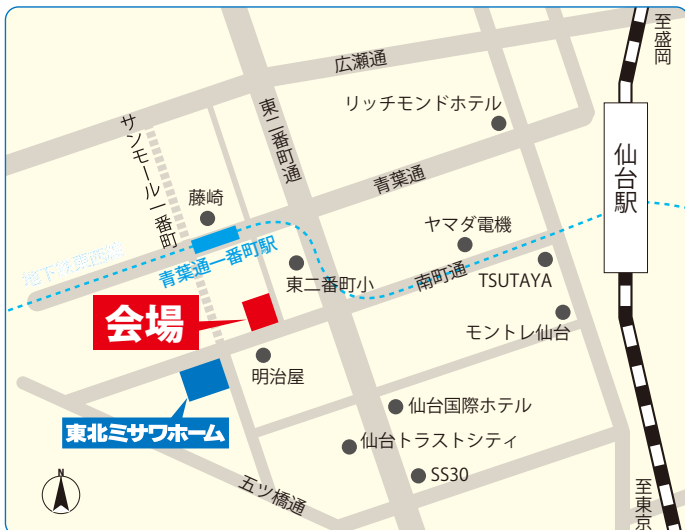 至盛岡
広瀬通
リッチモンドホテル
東二番町通
サンモール一番町
仙台駅
青葉通
藤崎
ヤマダ電機
地下鉄東西線
青葉通一番町駅
東二番町小
南町通
TSUTAYA
会場
モントレ仙台
明治屋
仙台国際ホテル
東北ミサワホーム
仙台トラストシティ
SS30
五ツ橋通
N
至東京